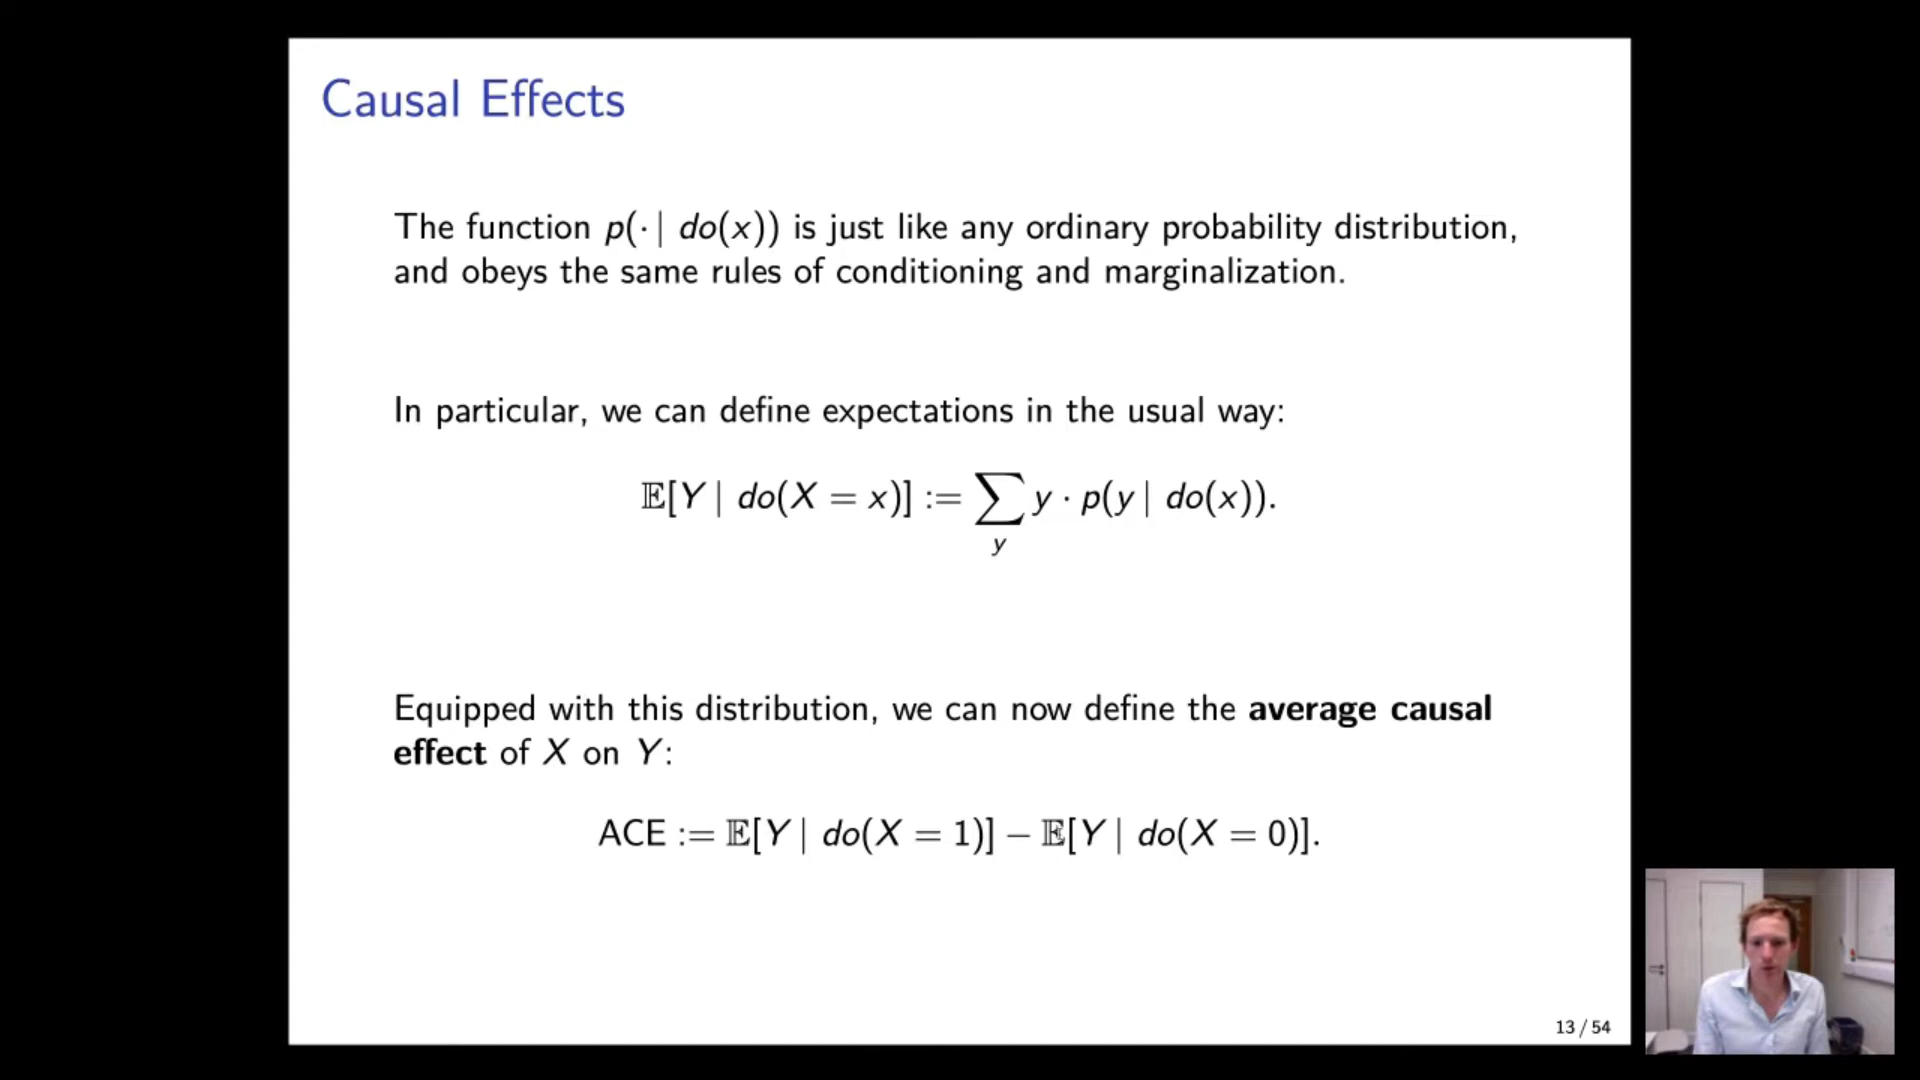 Causal Effects
The function p(· | do(x)) is just like any ordinary probability distribution,
and obeys the same rules of conditioning and marginalization.
In particular, we can define expectations in the usual way:
𝔼[Y | do(X = x)] := ∑ y · p(y | do(x)).
y
Equipped with this distribution, we can now define the average causal
effect of X on Y:
ACE := 𝔼[Y | do(X = 1)] − 𝔼[Y | do(X = 0)].
13 / 54